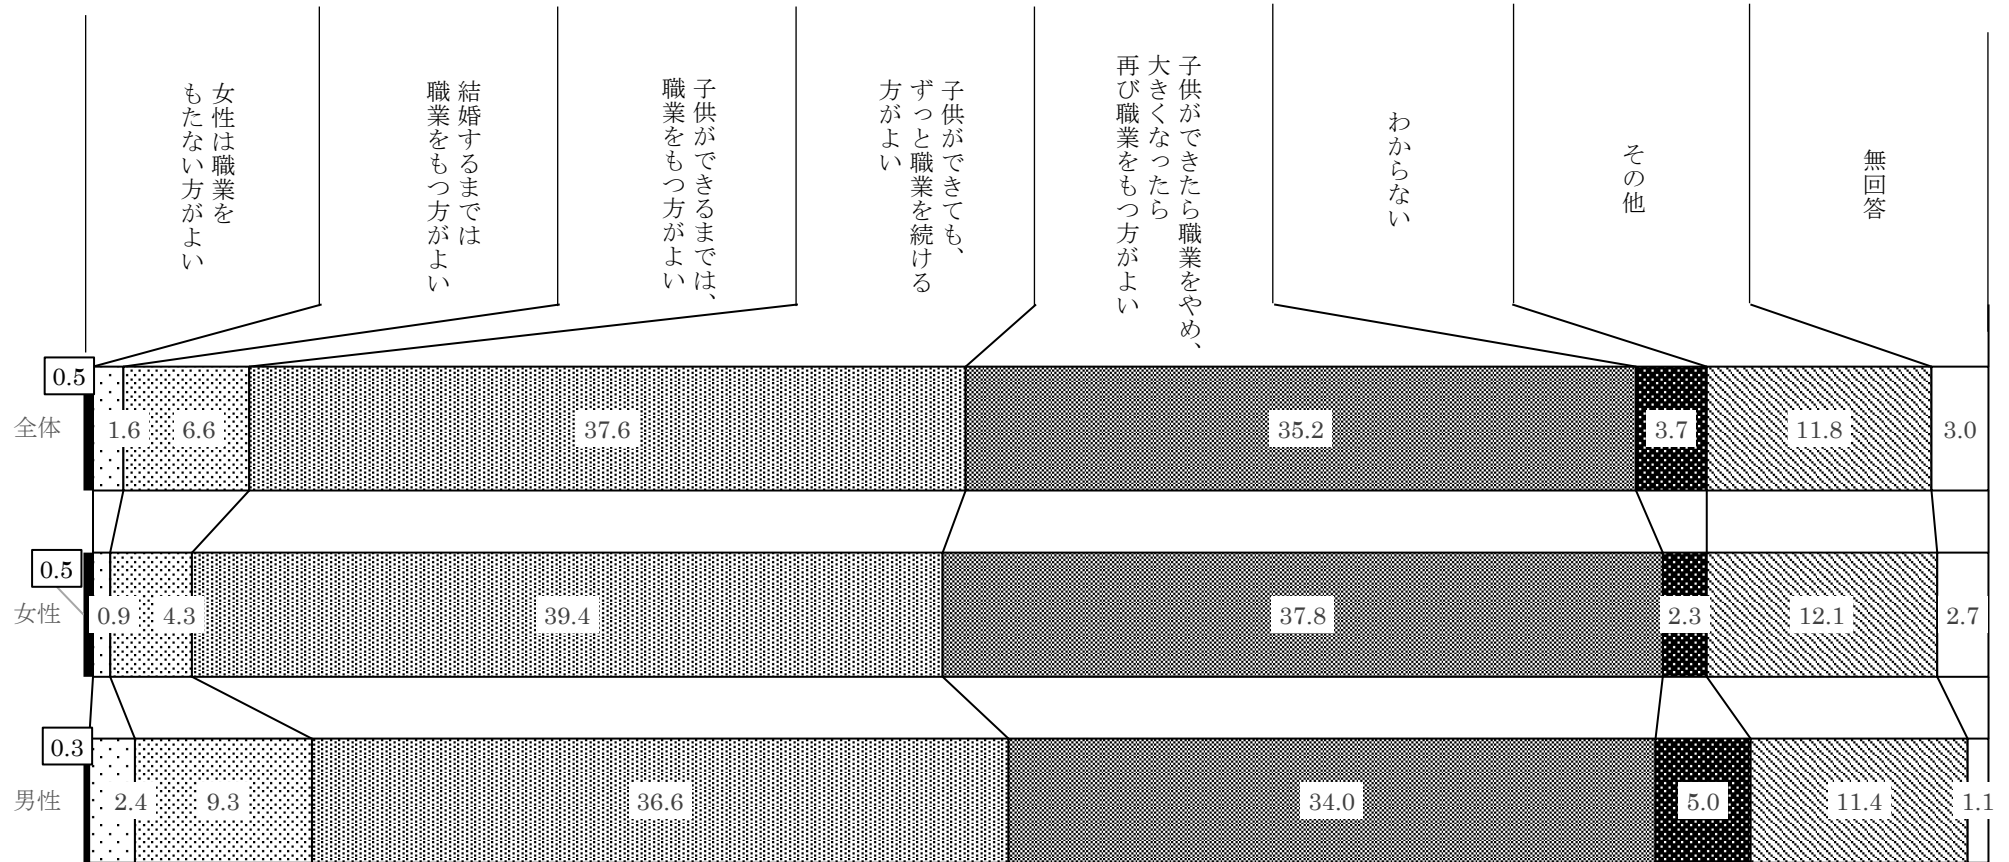 女性は職業を
もたない方がよい
結婚するまでは
職業をもつ方がよい
子供ができるまでは、
職業をもつ方がよい
子供ができても、
ずっと職業を続ける
方がよい
子供ができたら職業をやめ、
大きくなったら
再び職業をもつ方がよい
わからない
その他
無回答
全体
0.5
1.6
6.6
37.6
35.2
3.7
11.8
3.0
女性
0.5
0.9
4.3
39.4
37.8
2.3
12.1
2.7
男性
0.3
2.4
9.3
36.6
34.0
5.0
11.4
1.1